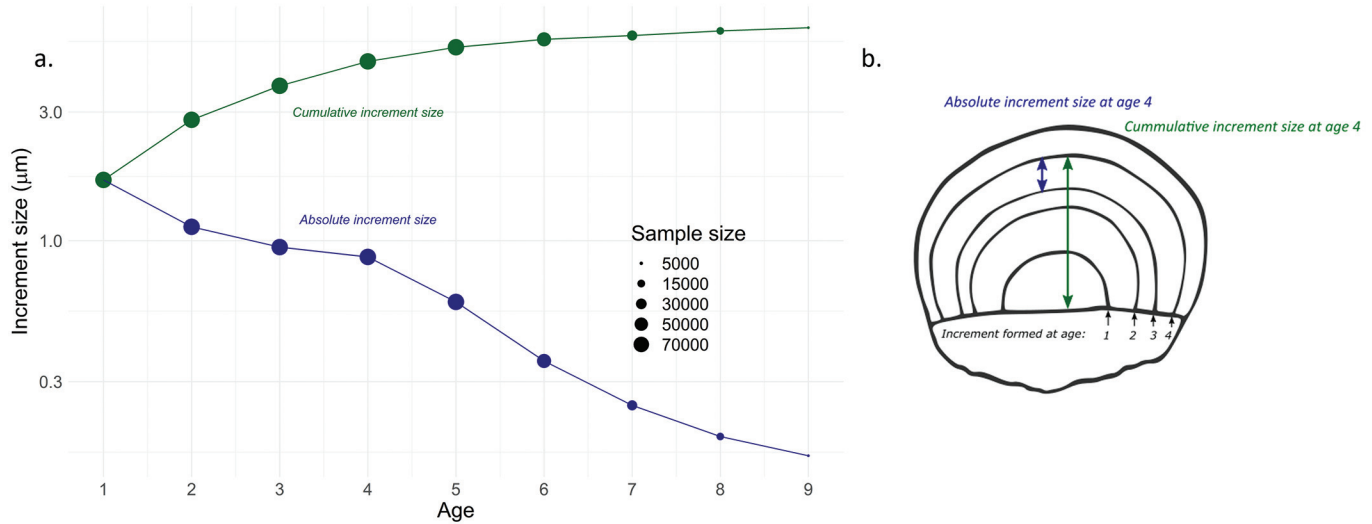 a.
Increment size (μm)
3.0
1.0
0.3
Cumulative increment size
Absolute increment size
Sample size
5000
15000
30000
50000
70000
1 2 3 4 5 6 7 8 9
Age
b.
Absolute increment size at age 4
Cummulative increment size at age 4
Increment formed at age: 1 2 3 4